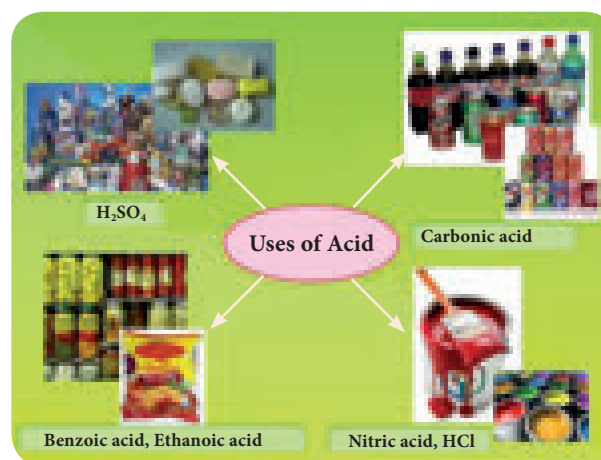 H₂SO₄
Carbonic acid
Uses of Acid
Benzoic acid, Ethanoic acid
Nitric acid, HCl